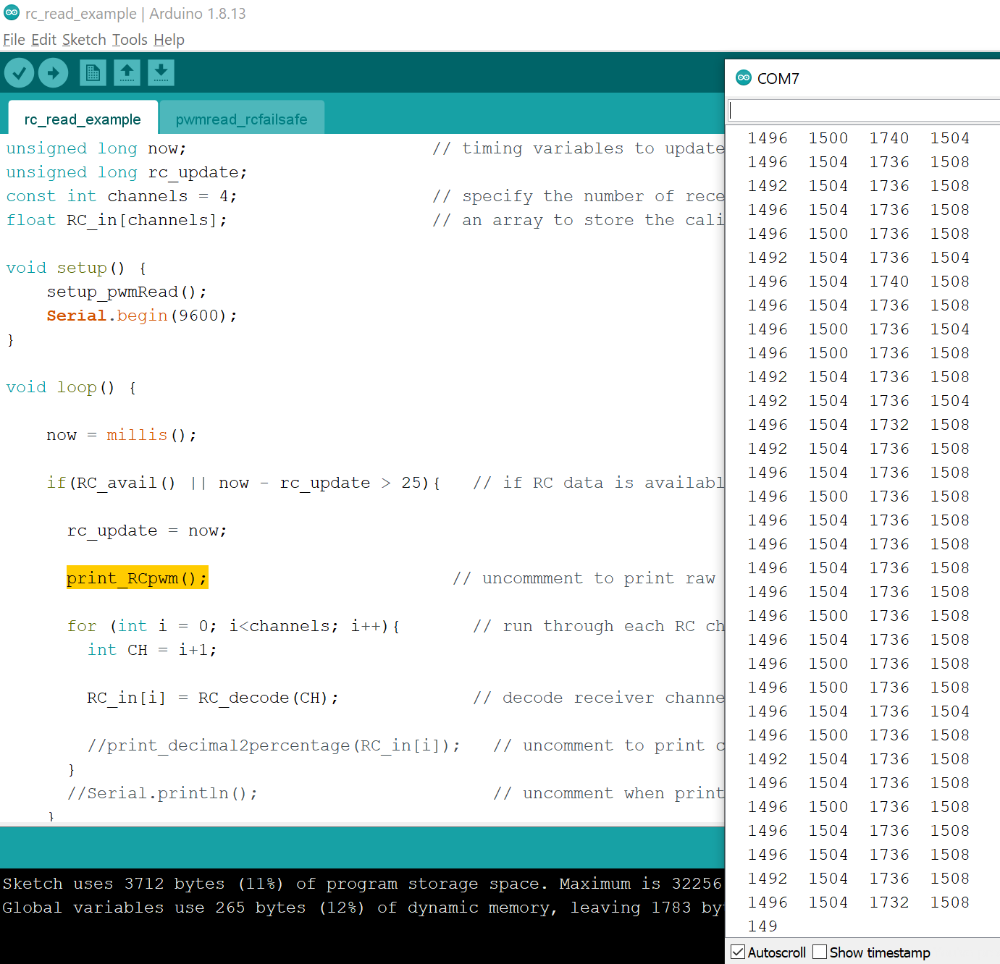 rc_read_example | Arduino 1.8.13
File Edit Sketch Tools Help
rc_read_example
pwmread_rcfailsafe
unsigned long now; // timing variables to update
unsigned long rc_update;
const int channels = 4; // specify the number of rece
float RC_in[channels]; // an array to store the cali
void setup() {
setup_pwmRead();
Serial.begin(9600);
}
void loop() {
now = millis();
if(RC_avail() || now - rc_update > 25){ // if RC data is availabl
rc_update = now;
print_RCpwm(); // uncommment to print raw
for (int i = 0; i<channels; i++){ // run through each RC ch
int CH = i+1;
RC_in[i] = RC_decode(CH); // decode receiver channe
//print_decimal2percentage(RC_in[i]); // uncomment to print c
}
//Serial.println(); // uncomment when print
}
Sketch uses 3712 bytes (11%) of program storage space. Maximum is 32256
Global variables use 265 bytes (12%) of dynamic memory, leaving 1783 by
COM7
1496 1500 1740 1504
1496 1504 1736 1508
1492 1504 1736 1508
1496 1504 1736 1508
1496 1500 1736 1508
1492 1504 1736 1504
1496 1504 1740 1508
1496 1504 1736 1508
1496 1500 1736 1504
1496 1500 1736 1508
1492 1504 1736 1508
1492 1504 1736 1504
1496 1504 1732 1508
1492 1504 1736 1508
1496 1504 1736 1508
1496 1500 1736 1508
1496 1504 1736 1508
1496 1504 1736 1508
1496 1504 1736 1508
1496 1504 1736 1508
1496 1500 1736 1508
1496 1504 1736 1508
1496 1500 1736 1508
1496 1500 1736 1508
1496 1504 1736 1504
1496 1500 1736 1508
1492 1504 1736 1508
1496 1504 1736 1508
1496 1500 1736 1508
1496 1504 1736 1508
1496 1504 1736 1508
1492 1504 1736 1508
1496 1504 1732 1508
149
Autoscroll Show timestamp